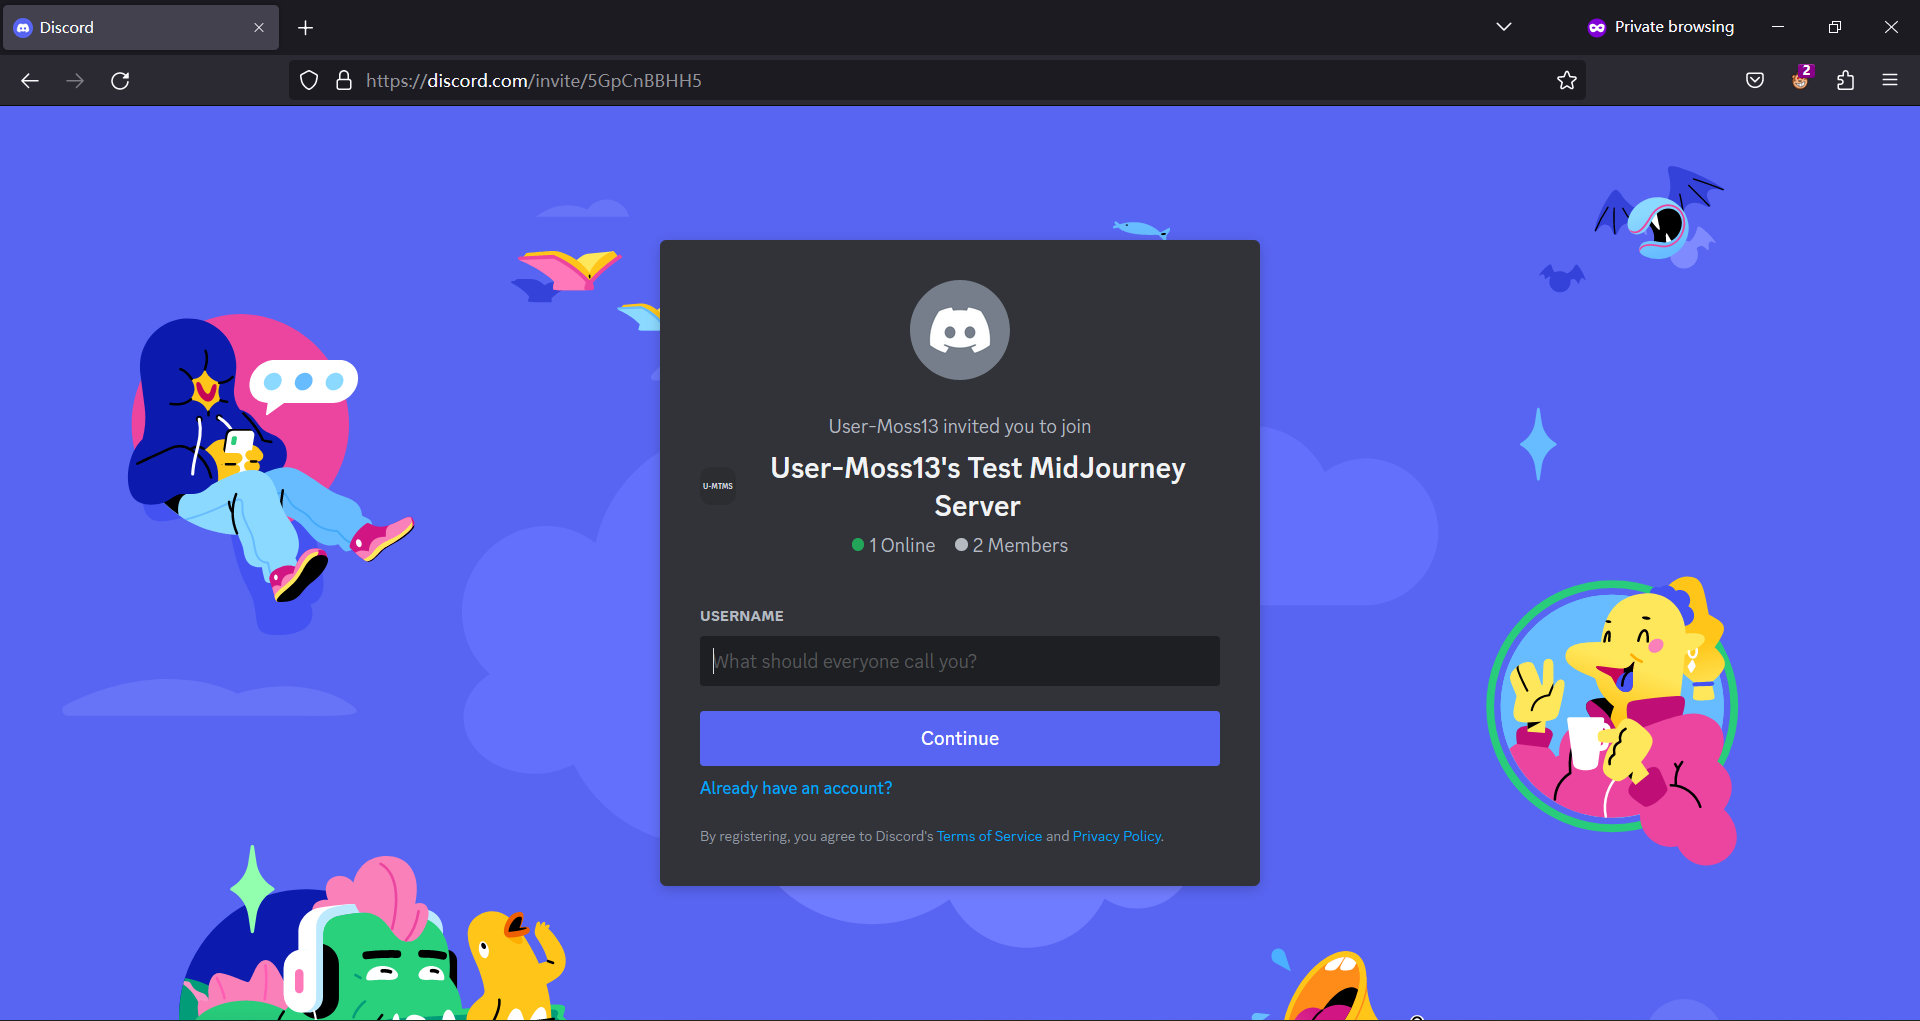 Discord
Private browsing
https://discord.com/invite/5GpCnBBHH5
2
User-Moss13 invited you to join
U-MTMS
User-Moss13's Test MidJourney
Server
1 Online 2 Members
USERNAME
What should everyone call you?
Continue
Already have an account?
By registering, you agree to Discord's Terms of Service and Privacy Policy.